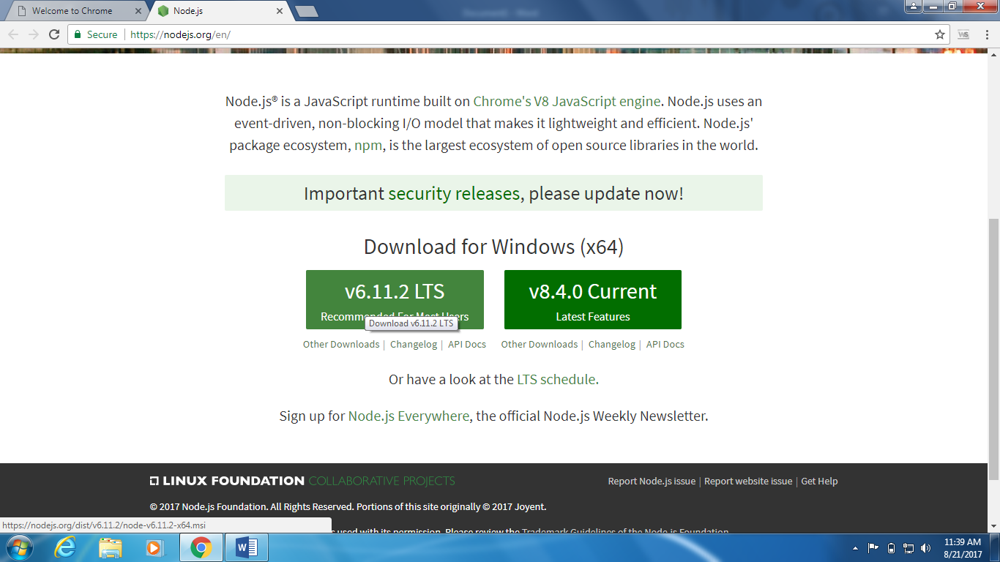 Welcome to Chrome
Node.js
Secure
https://nodejs.org/en/
Node.js® is a JavaScript runtime built on Chrome's V8 JavaScript engine. Node.js uses an
event-driven, non-blocking I/O model that makes it lightweight and efficient. Node.js'
package ecosystem, npm, is the largest ecosystem of open source libraries in the world.
Important security releases, please update now!
Download for Windows (x64)
v6.11.2 LTS
Recommended For Most Users
Download v6.11.2 LTS
v8.4.0 Current
Latest Features
Other Downloads | Changelog | API Docs
Other Downloads | Changelog | API Docs
Or have a look at the LTS schedule.
Sign up for Node.js Everywhere, the official Node.js Weekly Newsletter.
LINUX FOUNDATION COLLABORATIVE PROJECTS
Report Node.js issue | Report website issue | Get Help
© 2017 Node.js Foundation. All Rights Reserved. Portions of this site originally © 2017 Joyent.
used with its permission. Please review the Trademark Guidelines of the Node.js Foundation.
https://nodejs.org/dist/v6.11.2/node-v6.11.2-x64.msi
11:39 AM
8/21/2017